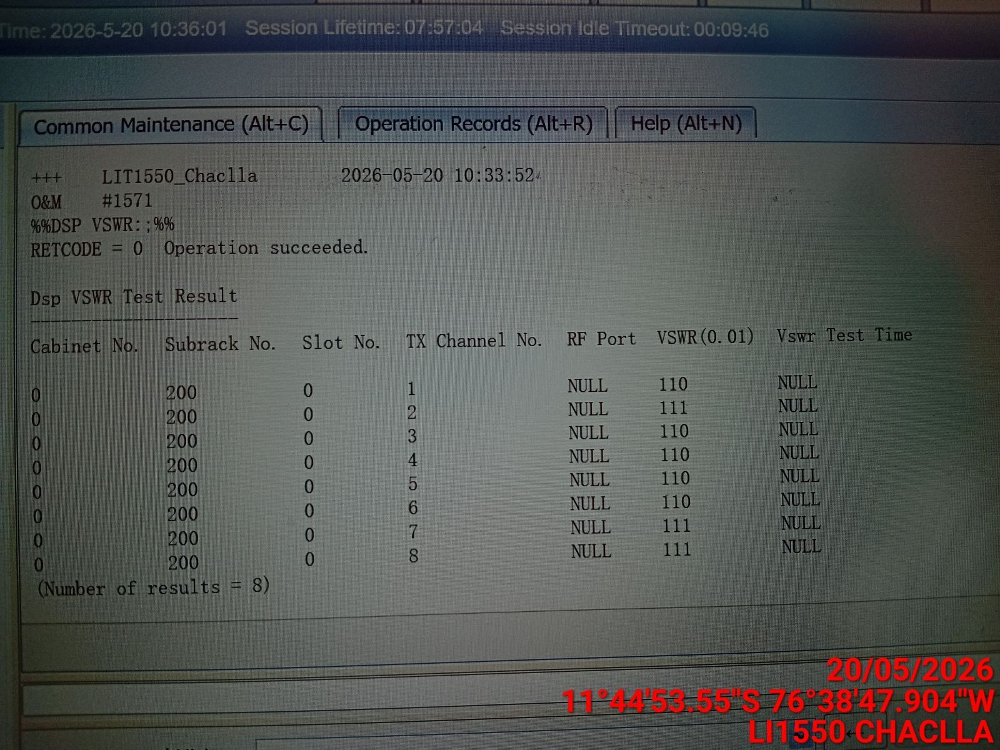 Time: 2026-5-20 10:36:01 Session Lifetime: 07:57:04 Session Idle Timeout: 00:09:46
Common Maintenance (Alt+C) Operation Records (Alt+R) Help (Alt+N)
+++ LIT1550_Chaclla 2026-05-20 10:33:52
O&M #1571
%%DSP VSWR:;%%
RETCODE = 0 Operation succeeded.
Dsp VSWR Test Result
--------------------
Cabinet No. Subrack No. Slot No. TX Channel No. RF Port VSWR(0.01) Vswr Test Time
0 200 0 1 NULL 110 NULL
0 200 0 2 NULL 111 NULL
0 200 0 3 NULL 110 NULL
0 200 0 4 NULL 110 NULL
0 200 0 5 NULL 110 NULL
0 200 0 6 NULL 110 NULL
0 200 0 7 NULL 111 NULL
0 200 0 8 NULL 111 NULL
(Number of results = 8)
20/05/2026
11°44'53.55"S 76°38'47.904"W
LI1550 CHACLLA